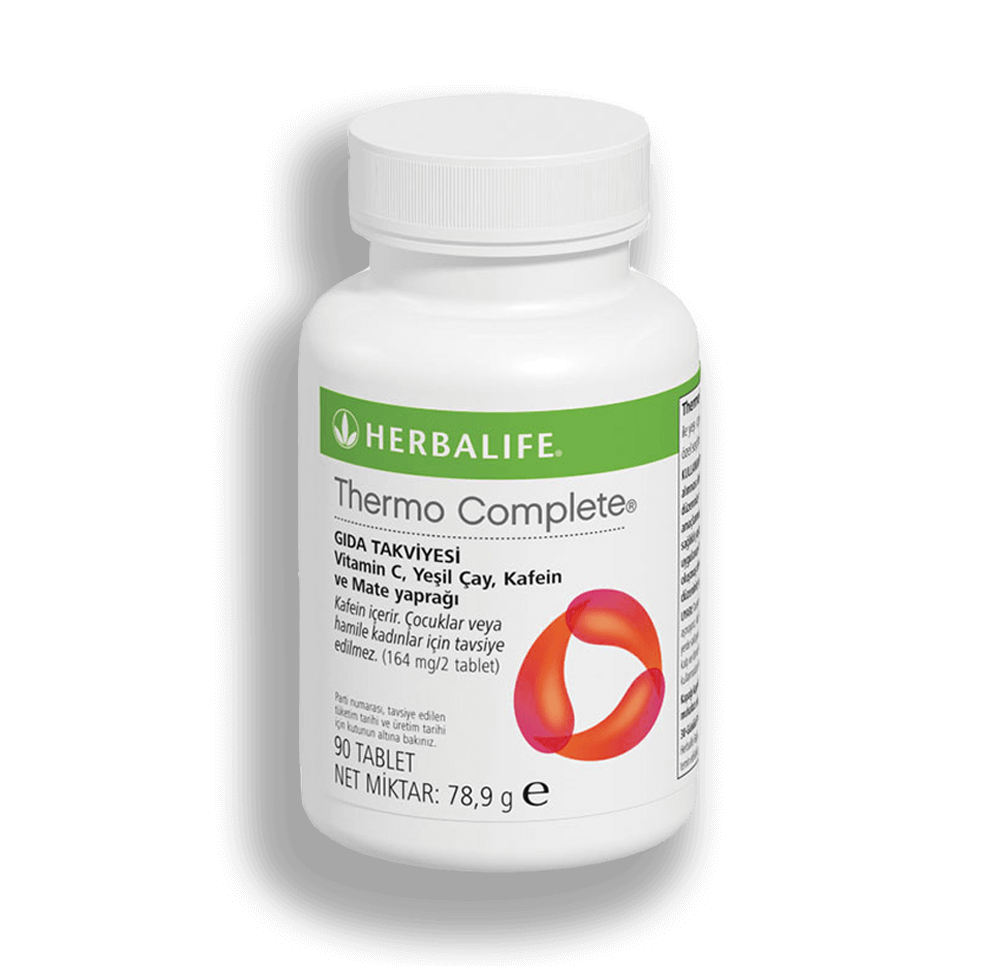 HERBALIFE®
Thermo Complete®
GIDA TAKVİYESİ
Vitamin C, Yeşil Çay, Kafein
ve Mate yaprağı
Kafein içerir. Çocuklar veya
hamile kadınlar için tavsiye
edilmez. (164 mg/2 tablet)
Parti numarası, tavsiye edilen
tüketim tarihi ve üretim tarihi
için kutunun altına bakınız.
90 TABLET
NET MİKTAR: 78,9 g e